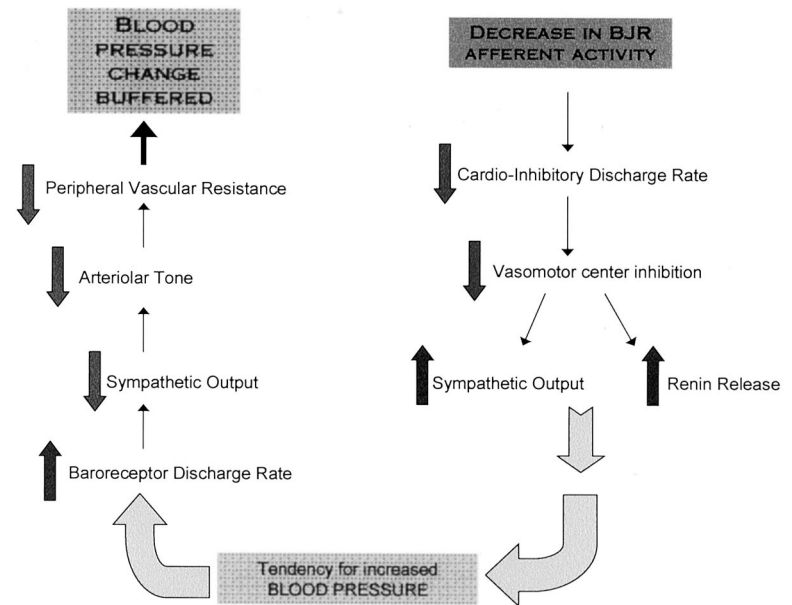 BLOOD
PRESSURE
CHANGE
BUFFERED
Peripheral Vascular Resistance
Arteriolar Tone
Sympathetic Output
Baroreceptor Discharge Rate
DECREASE IN BJR
AFFERENT ACTIVITY
Cardio-Inhibitory Discharge Rate
Vasomotor center inhibition
Sympathetic Output
Renin Release
Tendency for increased
BLOOD PRESSURE